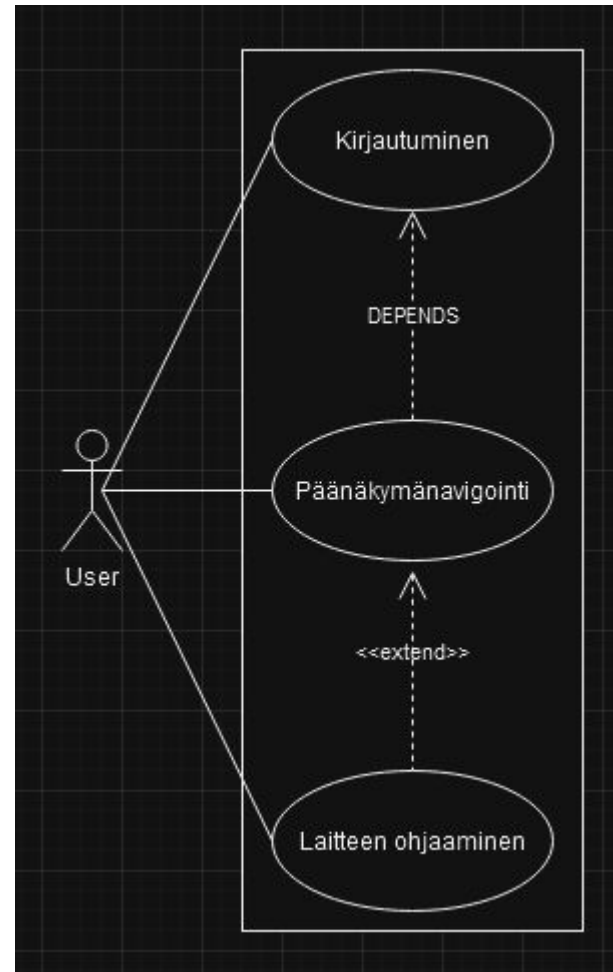 Kirjautuminen
DEPENDS
Päänäkymänavigointi
User
<<extend>>
Laitteen ohjaaminen